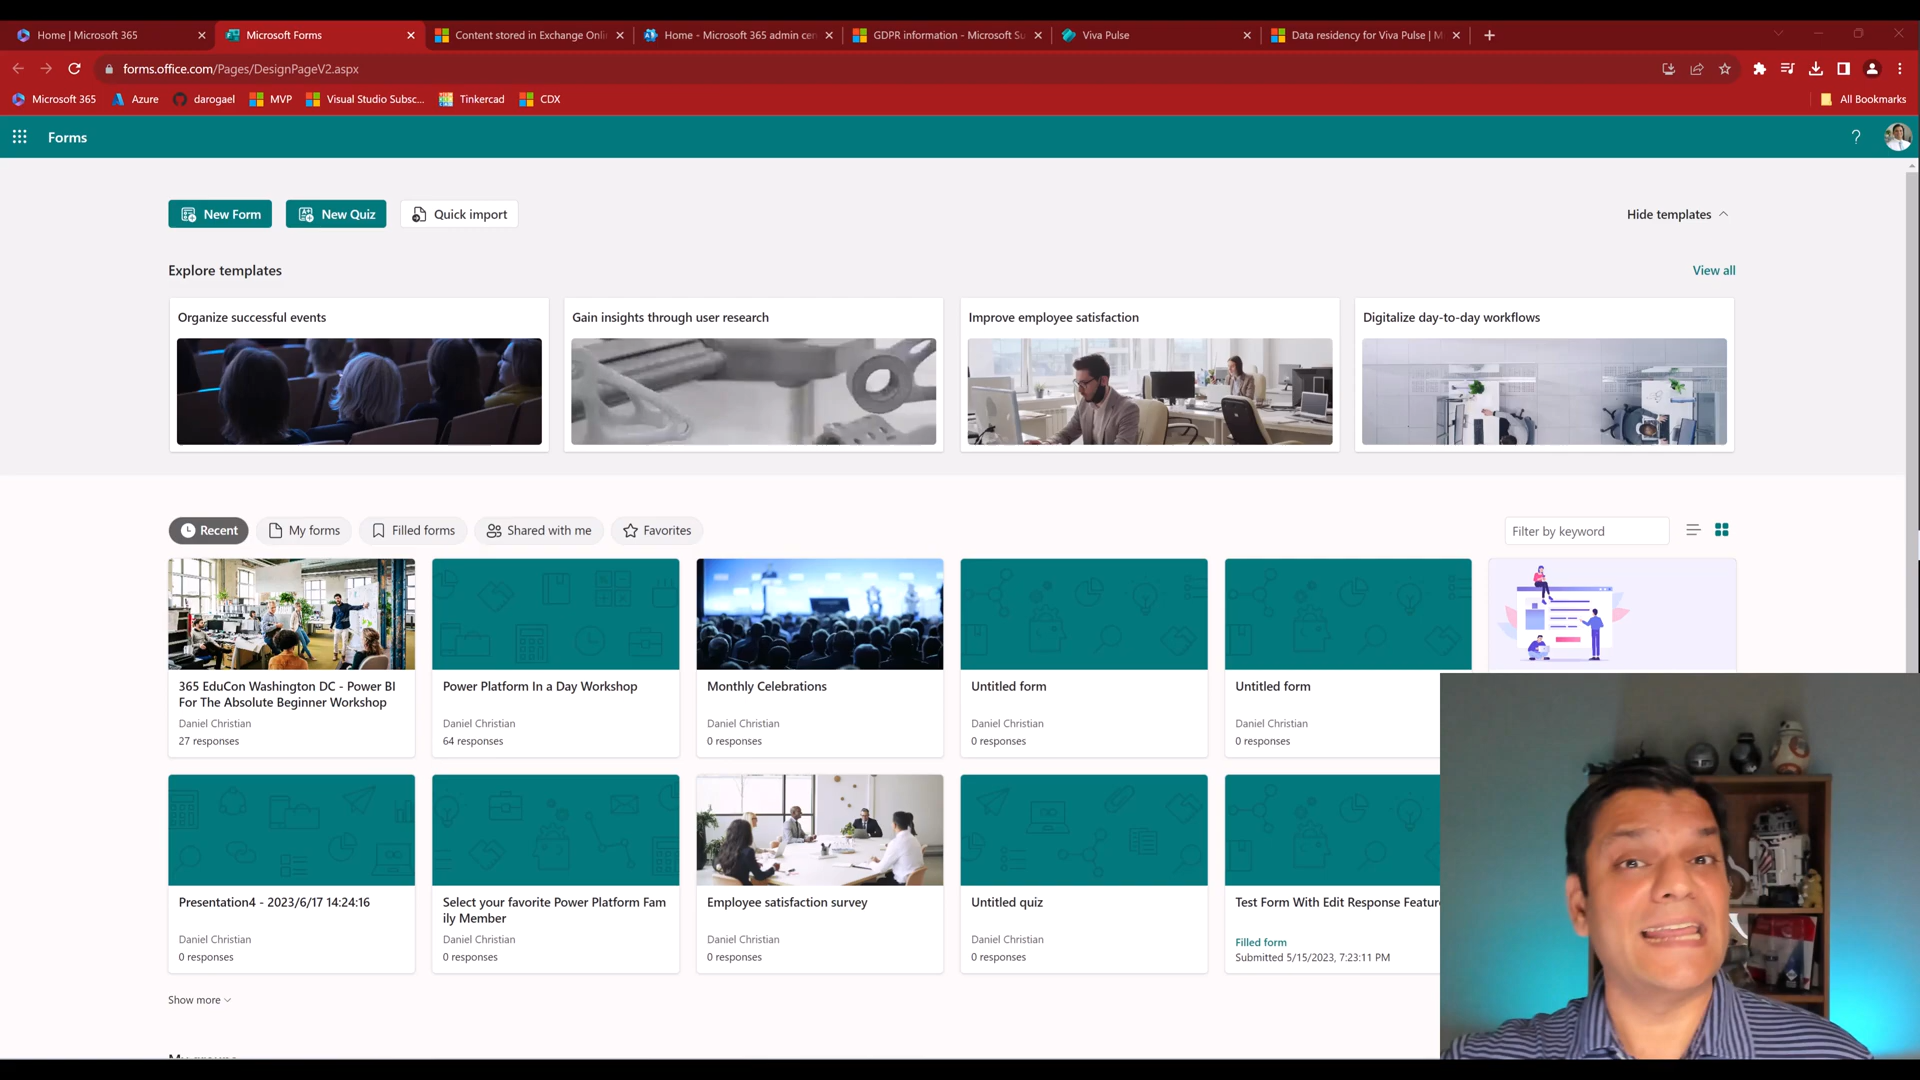 Home | Microsoft 365
Microsoft Forms
Content stored in Exchange Onli
Home - Microsoft 365 admin cen
GDPR information - Microsoft Su
Viva Pulse
Data residency for Viva Pulse | M
forms.office.com/Pages/DesignPageV2.aspx
Microsoft 365
Azure
darogael
MVP
Visual Studio Subsc...
Tinkercad
CDX
All Bookmarks
Forms
?
New Form
New Quiz
Quick import
Hide templates
Explore templates
View all
Organize successful events
Gain insights through user research
Improve employee satisfaction
Digitalize day-to-day workflows
Recent
My forms
Filled forms
Shared with me
Favorites
Filter by keyword
365 EduCon Washington DC - Power BI
For The Absolute Beginner Workshop
Daniel Christian
27 responses
Power Platform In a Day Workshop
Daniel Christian
64 responses
Monthly Celebrations
Daniel Christian
0 responses
Untitled form
Daniel Christian
0 responses
Untitled form
Daniel Christian
0 responses
Presentation4 - 2023/6/17 14:24:16
Daniel Christian
0 responses
Select your favorite Power Platform Fam
ily Member
Daniel Christian
0 responses
Employee satisfaction survey
Daniel Christian
0 responses
Untitled quiz
Daniel Christian
0 responses
Test Form With Edit Response Feature
Filled form
Submitted 5/15/2023, 7:23:11 PM
Show more